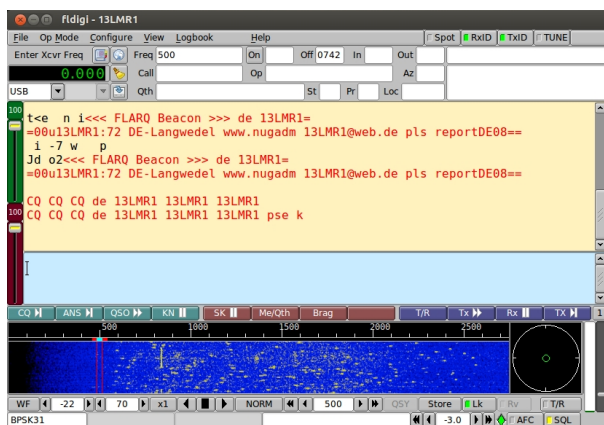 fldigi - 13LMR1
File Op Mode Configure View Logbook Help Spot RxID TxID TUNE
Enter Xcvr Freq Freq 500 On Off 0742 In Out
0.000 Call Op Az
USB Qth St Pr Loc
100
t<e n i<<< FLARQ Beacon >>> de 13LMR1=
=00u13LMR1:72 DE-Langwedel www.nugadm 13LMR1@web.de pls reportDE08==
i -7 w p
Jd o2<<< FLARQ Beacon >>> de 13LMR1=
=00u13LMR1:72 DE-Langwedel www.nugadm 13LMR1@web.de pls reportDE08==
CQ CQ CQ de 13LMR1 13LMR1 13LMR1
100
CQ CQ CQ de 13LMR1 13LMR1 13LMR1 pse k
CQ ANS QSO KN SK Me/Qth Brag T/R Tx Rx TX 1
500 1000 1500 2000 2500
WF -22 70 x1 NORM 500 QSY Store Lk Rv T/R
BPSK31 -3.0 AFC SQL